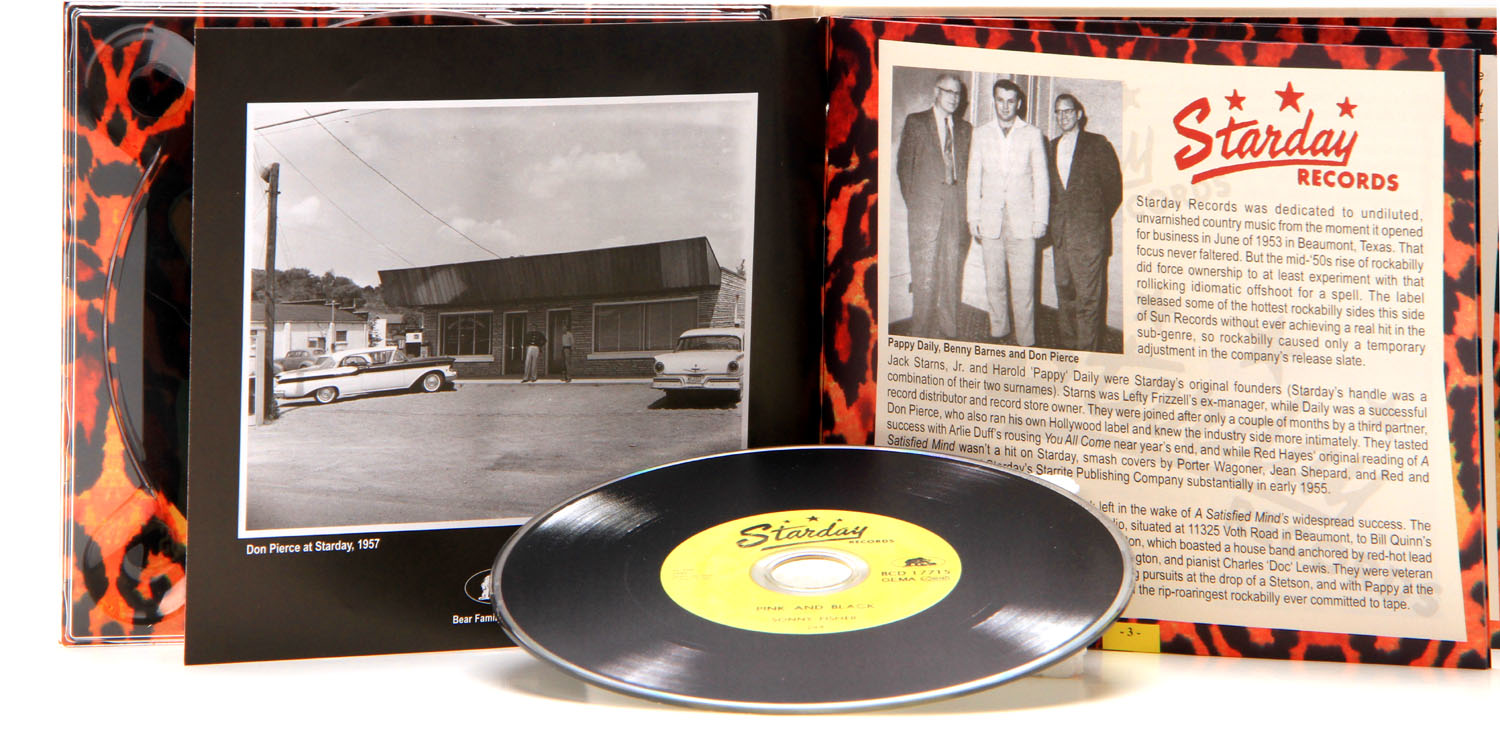 Don Pierce at Starday, 1957
Bear Fami
Starday
RECORDS
Pappy Daily, Benny Barnes and Don Pierce
Starday Records was dedicated to undiluted,
unvarnished country music from the moment it opened
for business in June of 1953 in Beaumont, Texas. That
focus never faltered. But the mid-'50s rise of rockabilly
did force ownership to at least experiment with that
rollicking idiomatic offshoot for a spell. The label
released some of the hottest rockabilly sides this side
of Sun Records without ever achieving a real hit in the
sub-genre, so rockabilly caused only a temporary
adjustment in the company's release slate.
Jack Starns, Jr. and Harold 'Pappy' Daily were Starday's original founders (Starday's handle was a
combination of their two surnames). Starns was Lefty Frizzell's ex-manager, while Daily was a successful
record distributor and record store owner. They were joined after only a couple of months by a third partner,
Don Pierce, who also ran his own Hollywood label and knew the industry side more intimately. They tasted
success with Arlie Duff's rousing You All Come near year's end, and while Red Hayes' original reading of A
Satisfied Mind wasn't a hit on Starday, smash covers by Porter Wagoner, Jean Shepard, and Red and
Starday's Starrite Publishing Company substantially in early 1955.
left in the wake of A Satisfied Mind's widespread success. The
situated at 11325 Voth Road in Beaumont, to Bill Quinn's
which boasted a house band anchored by red-hot lead
and pianist Charles 'Doc' Lewis. They were veteran
pursuits at the drop of a Stetson, and with Pappy at the
the rip-roaringest rockabilly ever committed to tape.
- 3 -
Starday
RECORDS
BCD 17715
GEMA
PINK AND BLACK
SONNY FISHER